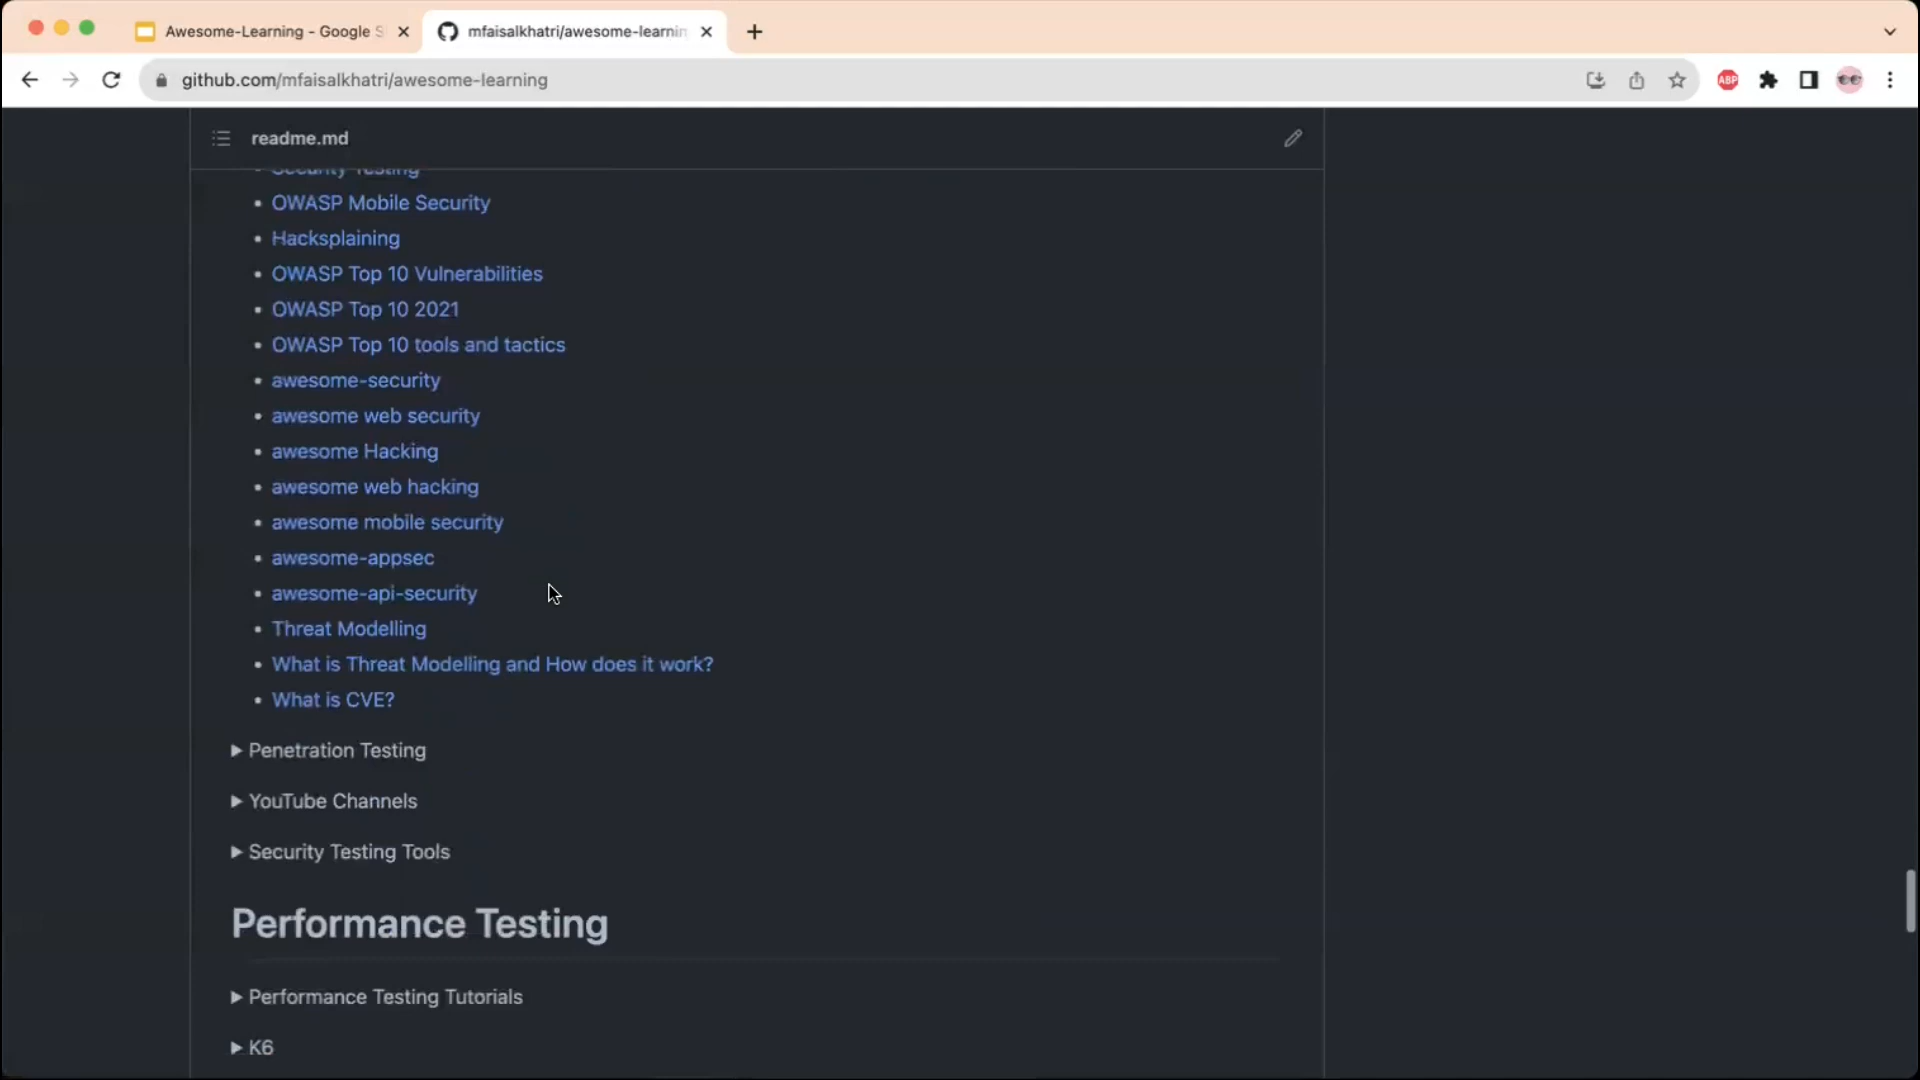 Awesome-Learning - Google S
mfaisalkhatri/awesome-learnin
github.com/mfaisalkhatri/awesome-learning
ABP
readme.md
Security Testing
OWASP Mobile Security
Hacksplaining
OWASP Top 10 Vulnerabilities
OWASP Top 10 2021
OWASP Top 10 tools and tactics
awesome-security
awesome web security
awesome Hacking
awesome web hacking
awesome mobile security
awesome-appsec
awesome-api-security
Threat Modelling
What is Threat Modelling and How does it work?
What is CVE?
Penetration Testing
YouTube Channels
Security Testing Tools
Performance Testing
Performance Testing Tutorials
K6